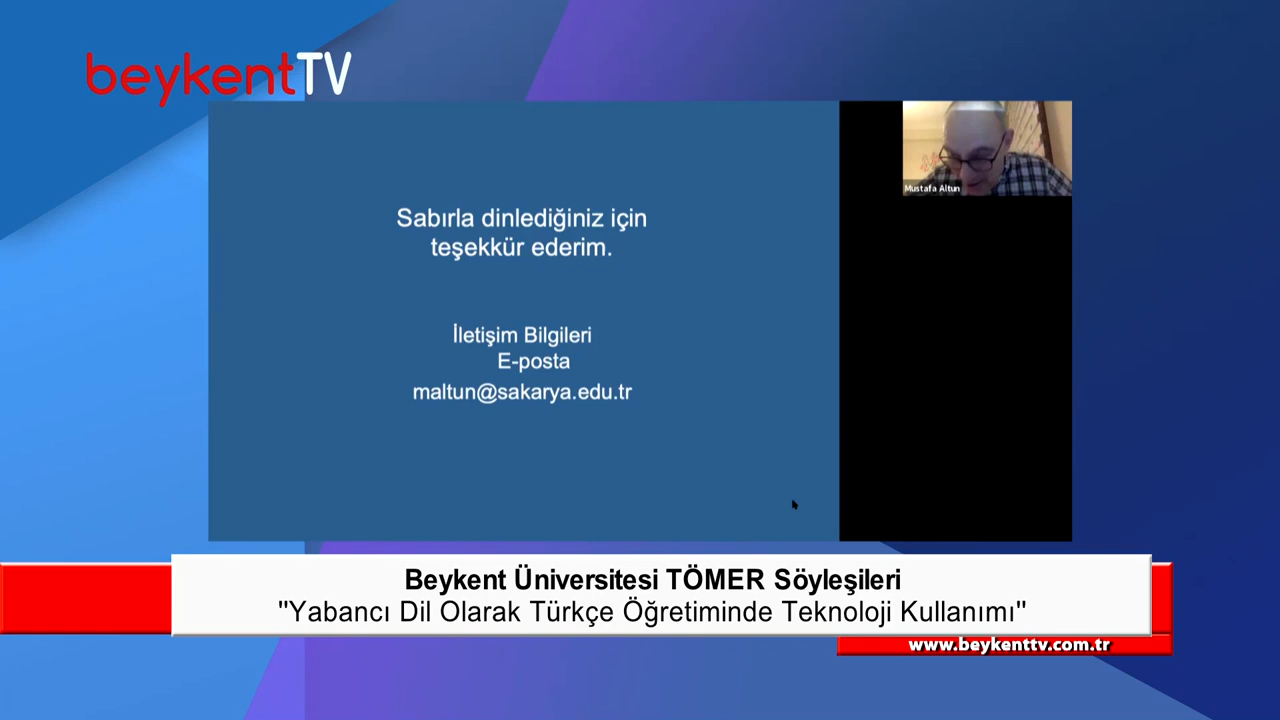 beykentTV
Mustafa Altun
Sabırla dinlediğiniz için
teşekkür ederim.
İletişim Bilgileri
E-posta
maltun@sakarya.edu.tr
Beykent Üniversitesi TÖMER Söyleşileri
"Yabancı Dil Olarak Türkçe Öğretiminde Teknoloji Kullanımı"
www.beykenttv.com.tr